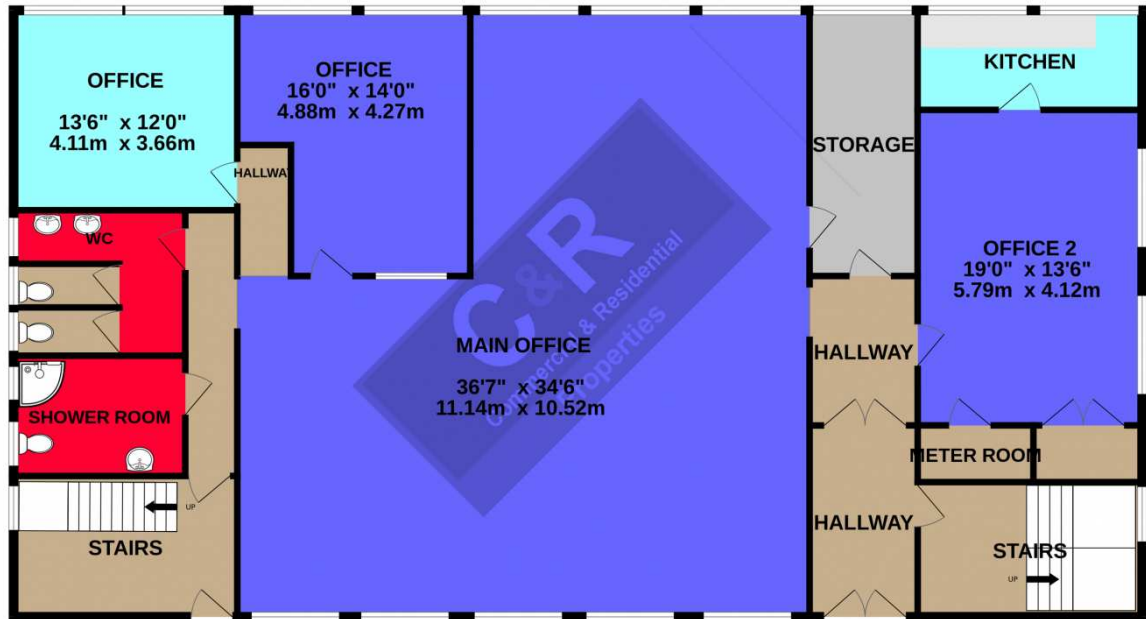 OFFICE
13'6" x 12'0"
4.11m x 3.66m
OFFICE
16'0" x 14'0"
4.88m x 4.27m
HALLWAY
STORAGE
KITCHEN
OFFICE 2
19'0" x 13'6"
5.79m x 4.12m
WC
C&R
Commercial & Residential
Properties
MAIN OFFICE
36'7" x 34'6"
11.14m x 10.52m
HALLWAY
SHOWER ROOM
METER ROOM
UP
STAIRS
HALLWAY
STAIRS
UP